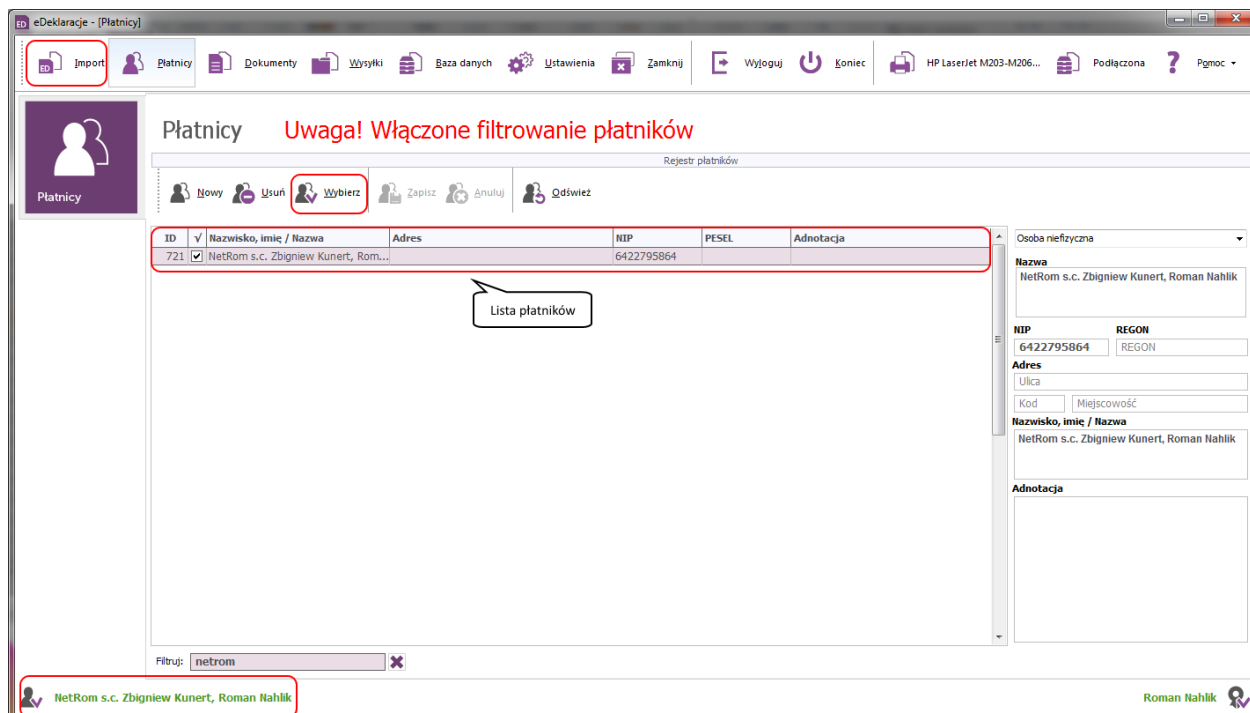 ED eDeklaracje - [Płatnicy]
ED Import Płatnicy Dokumenty Wysyłki Baza danych Ustawienia Zamknij Wyloguj Koniec HP LaserJet M203-M206... Podłączona ? Pomoc
Płatnicy
Płatnicy Uwaga! Włączone filtrowanie płatników
Rejestr płatników
Nowy Usuń Wybierz Zapisz Anuluj Odśwież
ID √ Nazwisko, imię / Nazwa Adres NIP PESEL Adnotacja
721 NetRom s.c. Zbigniew Kunert, Rom... 6422795864
Lista płatników
Osoba niefizyczna
Nazwa
NetRom s.c. Zbigniew Kunert, Roman Nahlik
NIP REGON
6422795864 REGON
Adres
Ulica
Kod Miejscowość
Nazwisko, imię / Nazwa
NetRom s.c. Zbigniew Kunert, Roman Nahlik
Adnotacja
Filtruj: netrom
NetRom s.c. Zbigniew Kunert, Roman Nahlik
Roman Nahlik